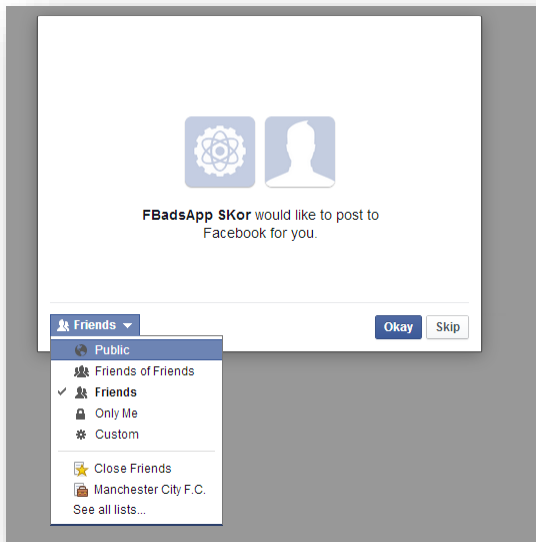 FBadsApp SKor would like to post to
Facebook for you.
Friends
Okay
Skip
Public
Friends of Friends
Friends
Only Me
Custom
Close Friends
Manchester City F.C.
See all lists...